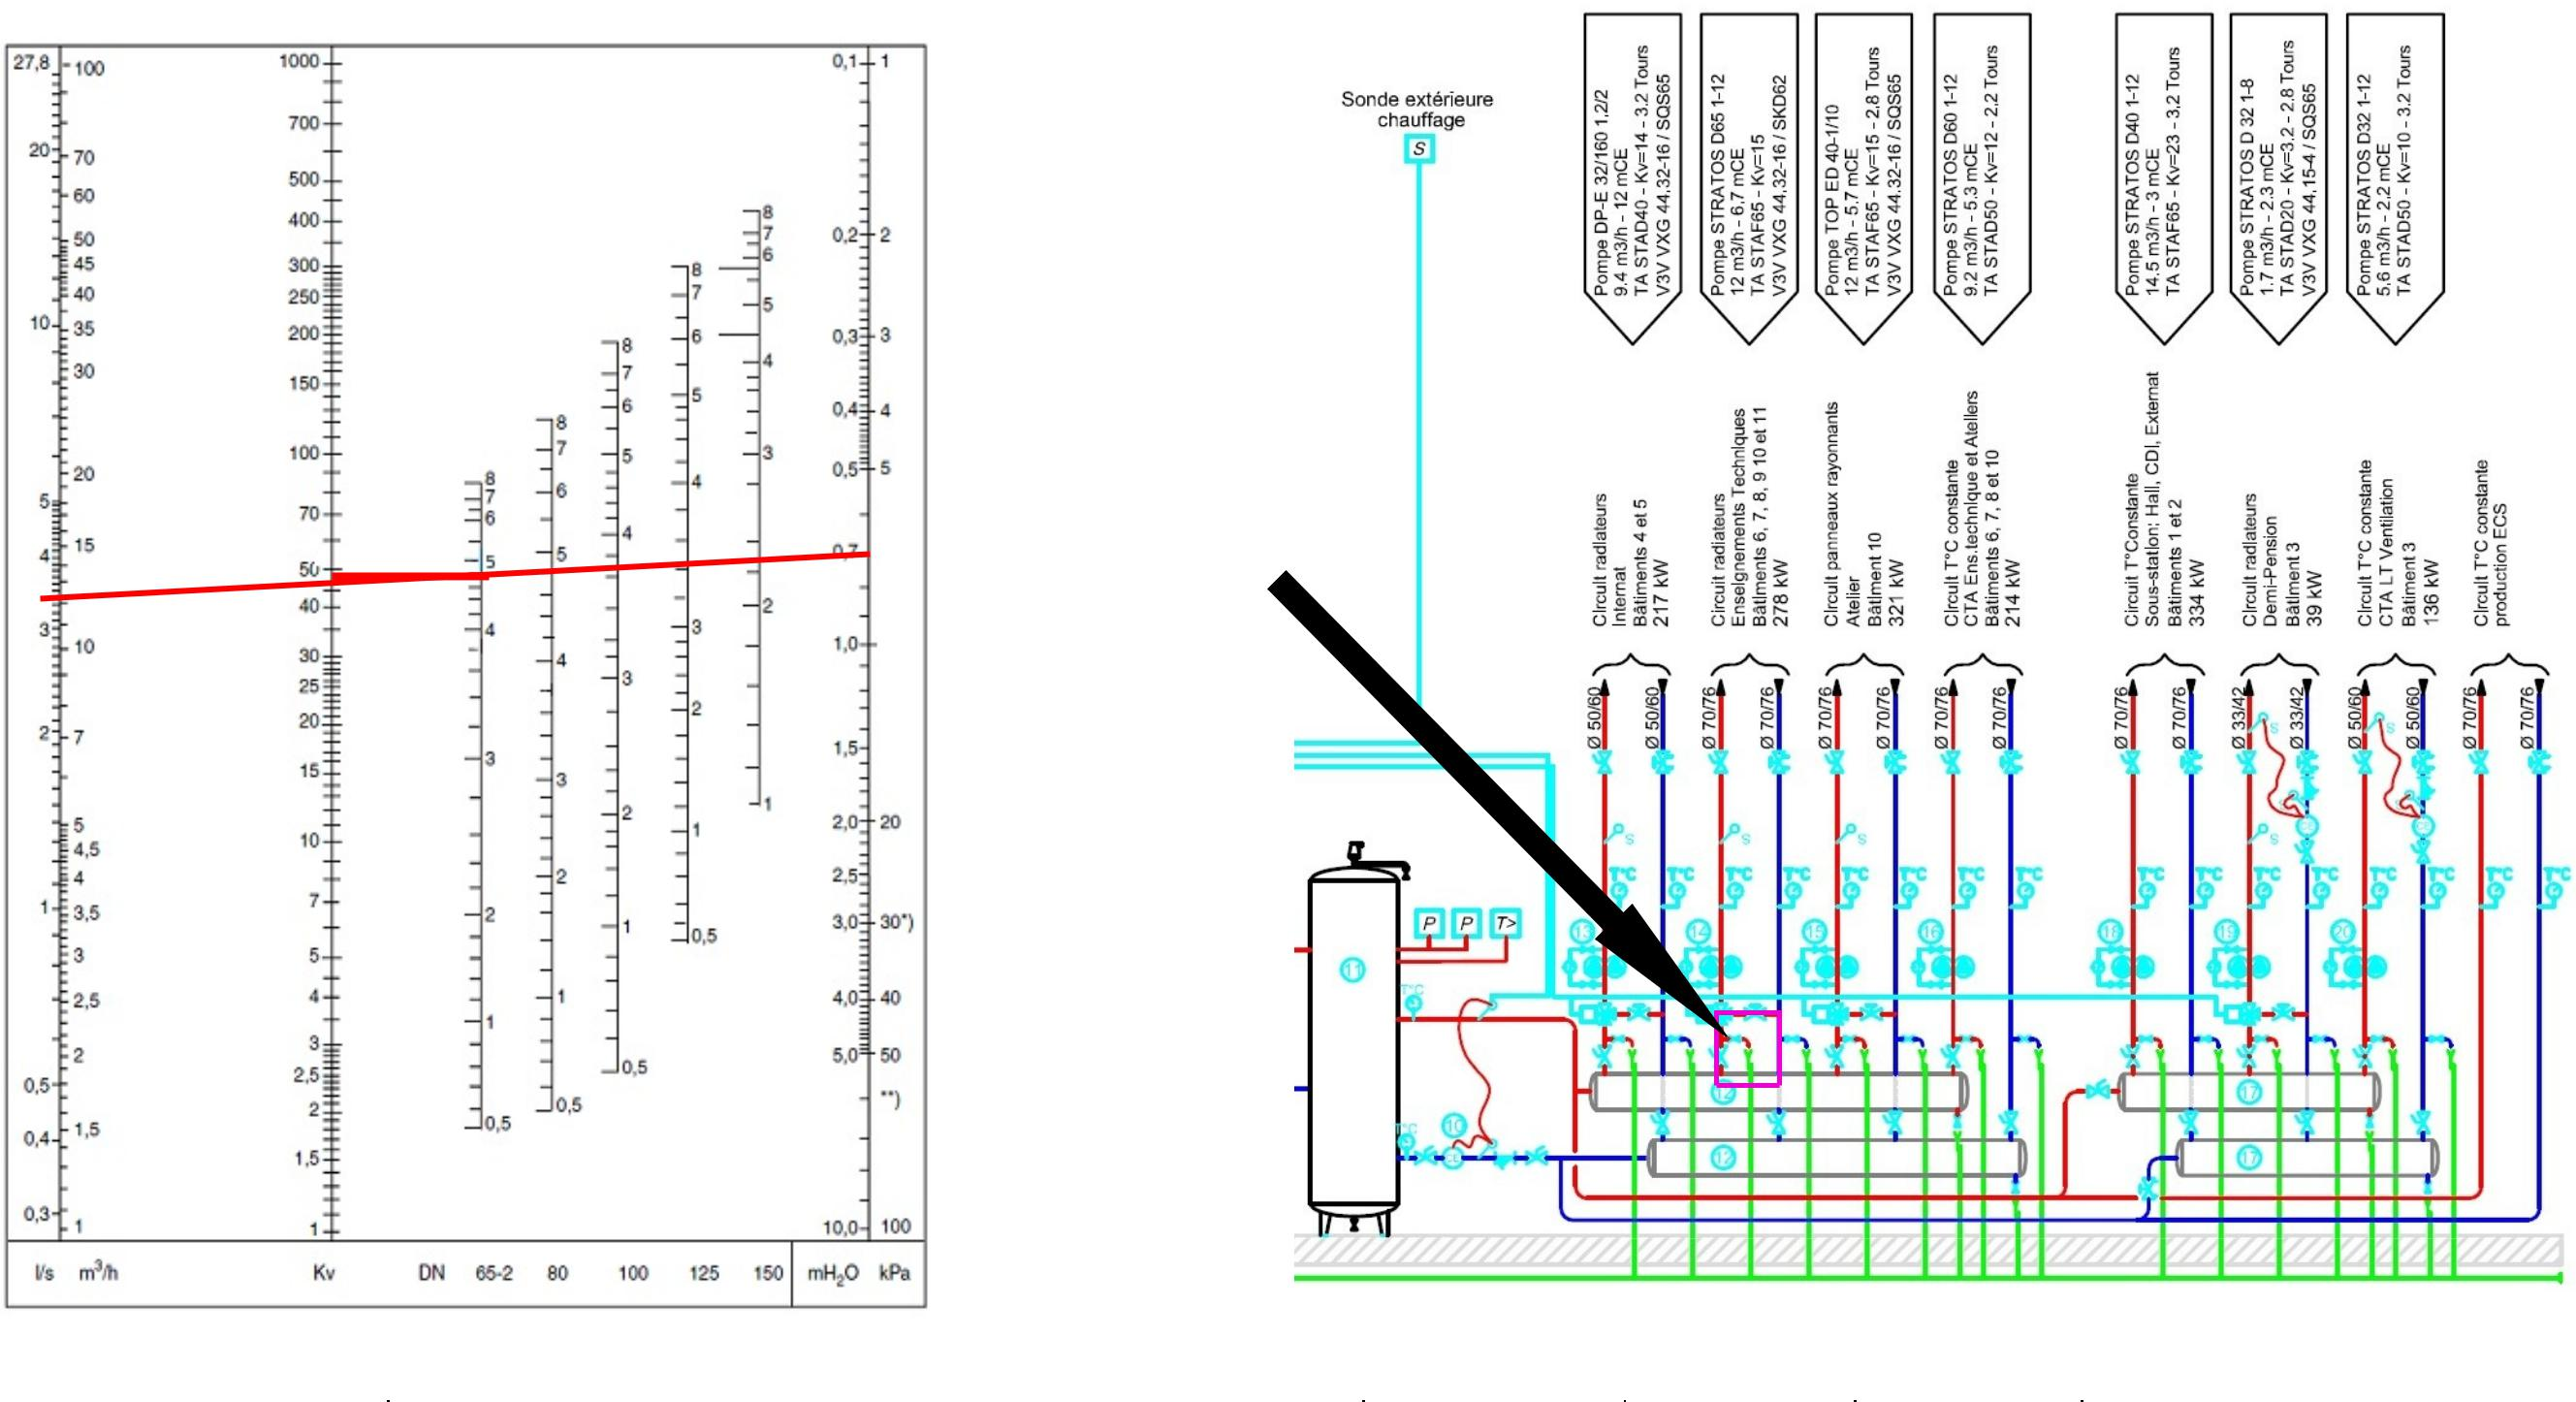 27,8
100
20
70
60
50
45
40
10
35
30
20
5
4
15
3
10
2
7
5
4,5
4
1
3,5
3
2,5
2
0,5
0,4
1,5
0,3
1
1000
700
500
400
300
250
200
150
100
70
50
40
30
25
20
15
10
7
5
4
3
2,5
2
1,5
1
8
7
6
5
4
3
2
1
0,5
8
7
6
5
4
3
2
1
0,5
8
7
6
5
4
3
2
1
0,5
8
7
6
5
4
3
2
1
0,5
8
7
6
5
4
3
2
1
0,1 1
0,2 2
0,3 3
0,4 4
0,5 5
0,7
1,0
1,5
2,0 20
2,5
3,0 30*)
4,0 40
5,0 50
**)
10,0 100
l/s m³/h Kv DN 65-2 80 100 125 150 mH₂O kPa
Sonde extérieure
chauffage
S
Pompe DP-E 32/160 1,2/2
9.4 m3/h - 12 mCE
TA STAD40 - Kv=14 - 3.2 Tours
V3V VXG 44.32-16 / SQS65
Pompe STRATOS D65 1-12
12 m3/h - 6.7 mCE
TA STAF65 - Kv=15
V3V VXG 44.32-16 / SKD62
Pompe TOP ED 40-1/10
12 m3/h - 5.7 mCE
TA STAF65 - Kv=15 - 2.8 Tours
V3V VXG 44.32-16 / SQS65
Pompe STRATOS D60 1-12
9.2 m3/h - 5.3 mCE
TA STAD50 - Kv=12 - 2.2 Tours
Pompe STRATOS D40 1-12
14.5 m3/h - 3 mCE
TA STAF65 - Kv=23 - 3.2 Tours
Pompe STRATOS D 32 1-8
1.7 m3/h - 2.3 mCE
TA STAD20 - Kv=3.2 - 2.8 Tours
V3V VXG 44.15-4 / SQS65
Pompe STRATOS D32 1-12
5.6 m3/h - 2.2 mCE
TA STAD50 - Kv=10 - 3.2 Tours
Circuit radiateurs
Internat
Bâtiments 4 et 5
217 kW
Circuit radiateurs
Enseignements Techniques
Bâtiments 6, 7, 8, 9 10 et 11
278 kW
Circuit panneaux rayonnants
Atelier
Bâtiment 10
321 kW
Circuit T°C constante
CTA Ens.technique et Ateliers
Bâtiments 6, 7, 8 et 10
214 kW
Circuit T°Constante
Sous-station; Hall, CDI, Externat
Bâtiments 1 et 2
334 kW
Circuit radiateurs
Demi-Pension
Bâtiment 3
39 kW
Circuit T°C constante
CTA LT Ventilation
Bâtiment 3
136 kW
Circuit T°C constante
production ECS
Ø 50/60
Ø 50/60
Ø 70/76
Ø 70/76
Ø 70/76
Ø 70/76
Ø 70/76
Ø 70/76
Ø 70/76
Ø 70/76
Ø 33/42
Ø 33/42
Ø 50/60
Ø 50/60
Ø 70/76
Ø 70/76
S S S S S S
T°C T°C T°C T°C T°C T°C T°C T°C T°C T°C T°C T°C T°C T°C T°C T°C
P P T>
13 14 15 16 18 19 20
11
T°C
12 17
10
T°C
12 17